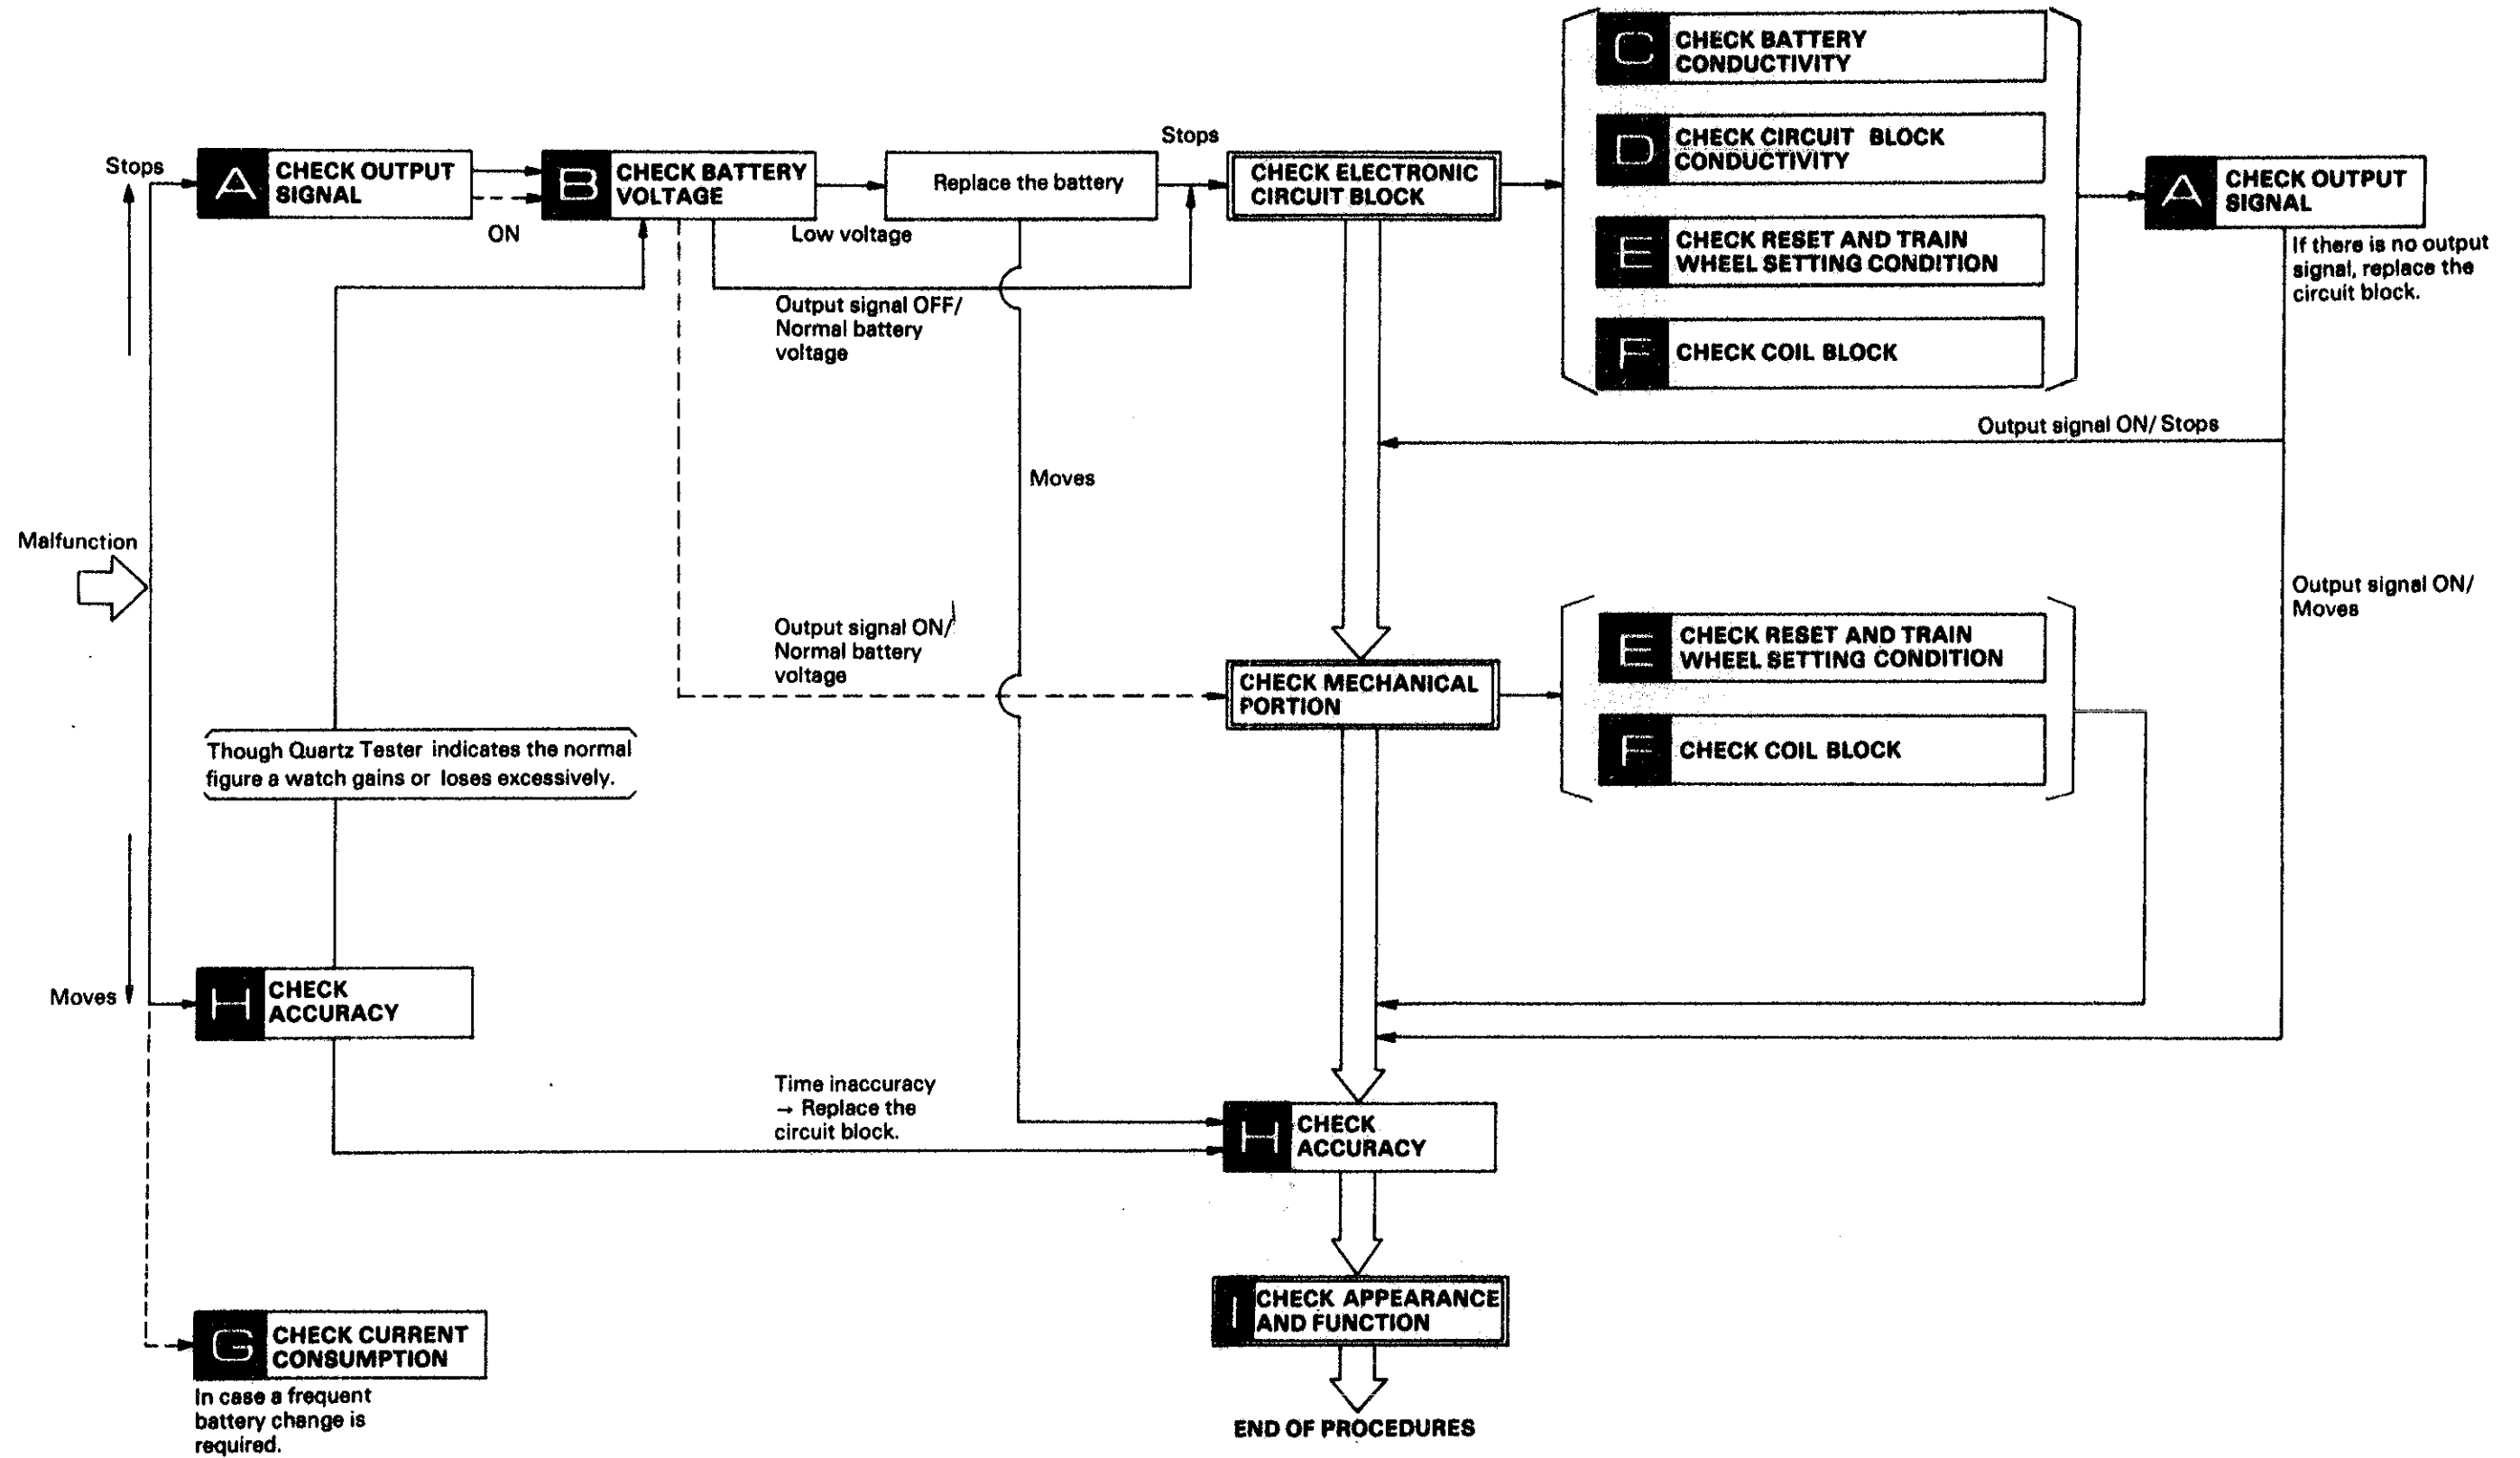 C
CHECK BATTERY
CONDUCTIVITY
D
CHECK CIRCUIT BLOCK
CONDUCTIVITY
E
CHECK RESET AND TRAIN
WHEEL SETTING CONDITION
F
CHECK COIL BLOCK
Stops
A
CHECK OUTPUT
SIGNAL
ON
B
CHECK BATTERY
VOLTAGE
Low voltage
Replace the battery
Stops
CHECK ELECTRONIC
CIRCUIT BLOCK
A
CHECK OUTPUT
SIGNAL
If there is no output
signal, replace the
circuit block.
Output signal OFF/
Normal battery
voltage
Output signal ON/ Stops
Moves
Malfunction
Output signal ON/
Moves
Output signal ON/
Normal battery
voltage
CHECK MECHANICAL
PORTION
E
CHECK RESET AND TRAIN
WHEEL SETTING CONDITION
F
CHECK COIL BLOCK
Though Quartz Tester indicates the normal
figure a watch gains or loses excessively.
Moves
H
CHECK
ACCURACY
Time inaccuracy
→ Replace the
circuit block.
H
CHECK
ACCURACY
I
CHECK APPEARANCE
AND FUNCTION
G
CHECK CURRENT
CONSUMPTION
In case a frequent
battery change is
required.
END OF PROCEDURES